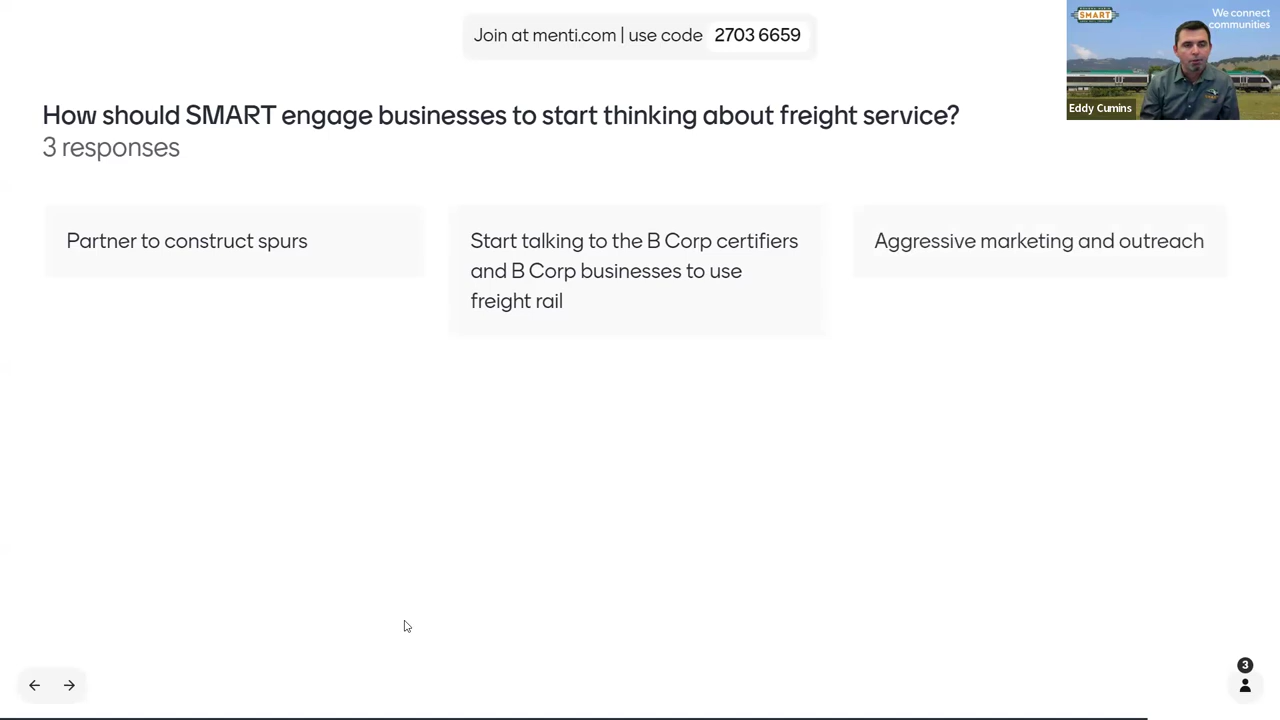 Join at menti.com | use code 2703 6659
SMART
We connect
communities
Eddy Cumins
How should SMART engage businesses to start thinking about freight service?
3 responses
Partner to construct spurs
Start talking to the B Corp certifiers
and B Corp businesses to use
freight rail
Aggressive marketing and outreach
3